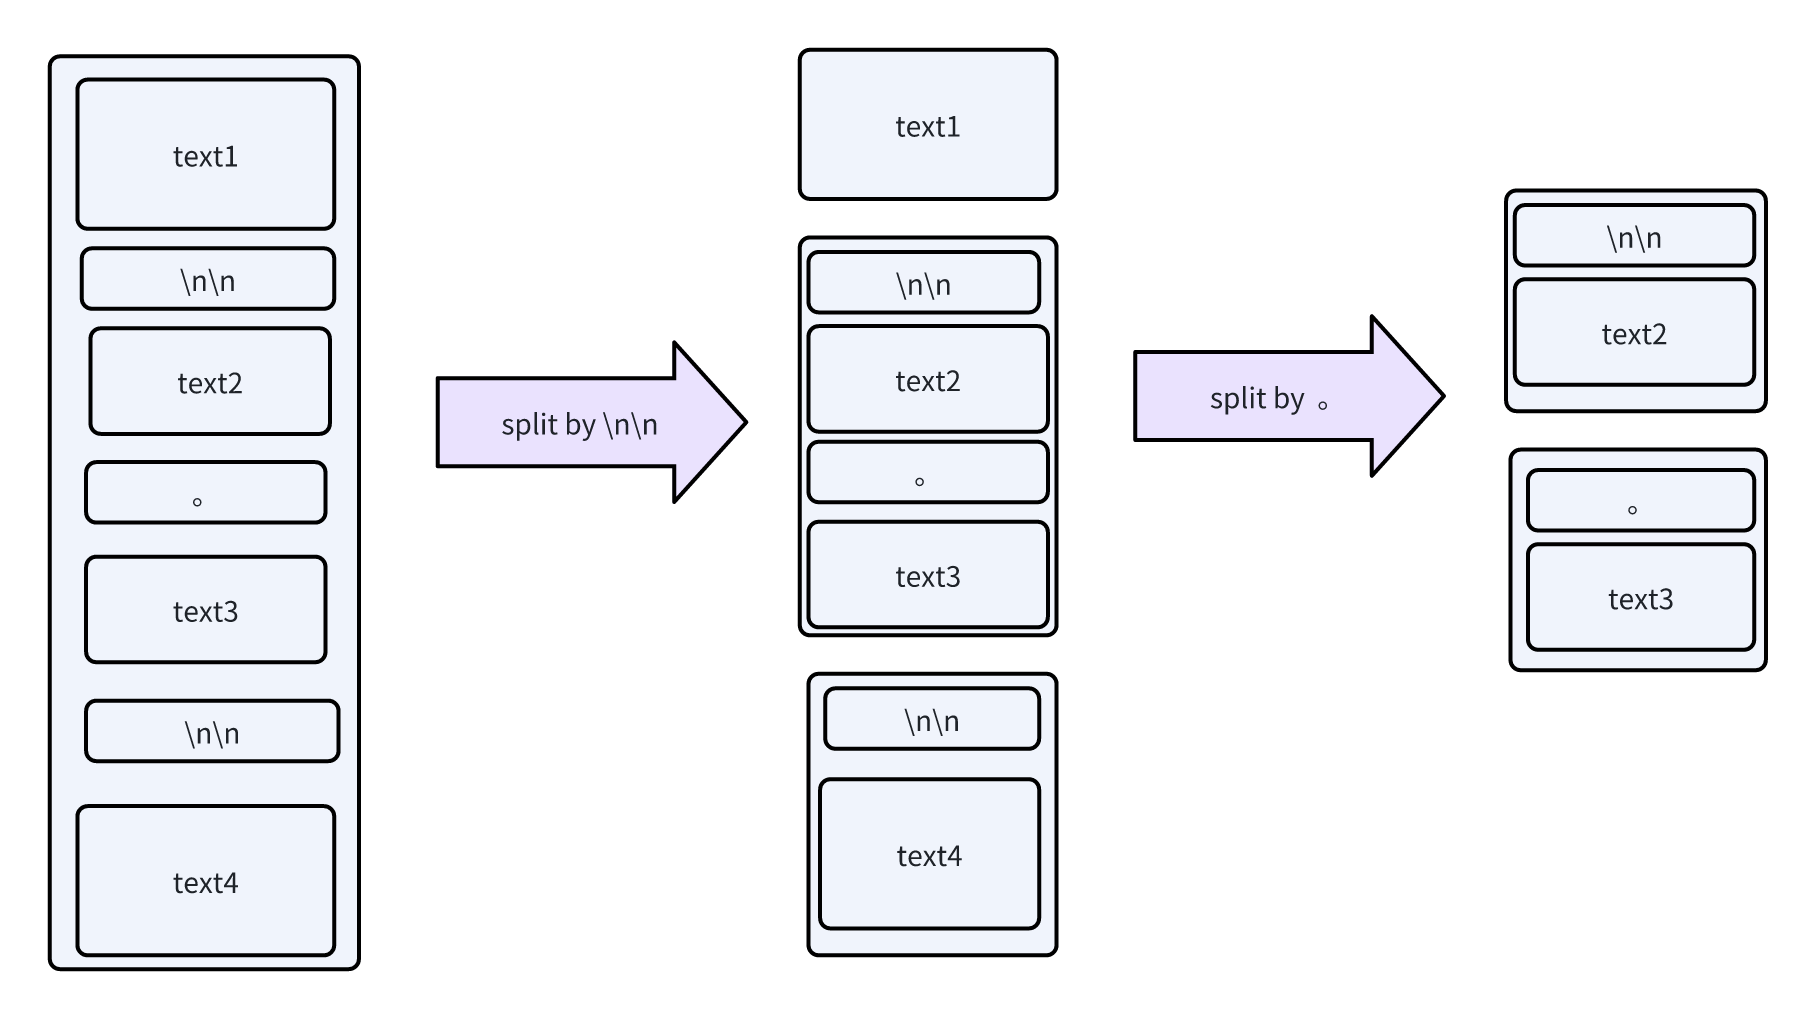 text1
\n\n
text2
。
text3
\n\n
text4
split by \n\n
text1
\n\n
text2
。
text3
\n\n
text4
split by 。
\n\n
text2
。
text3